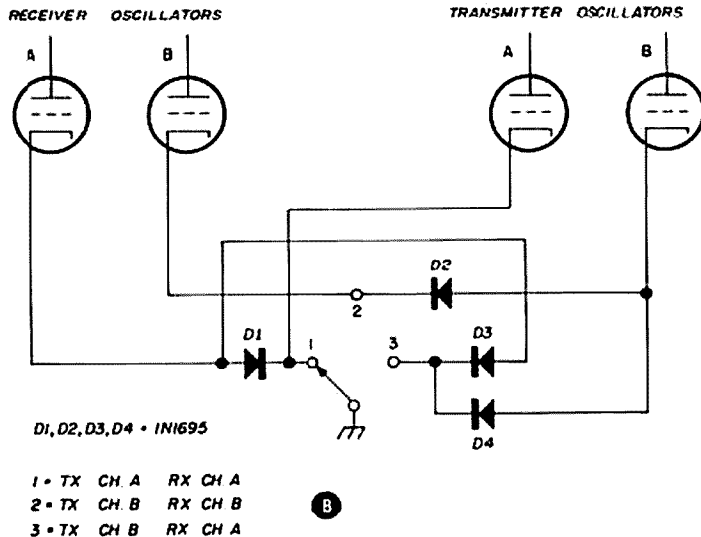 RECEIVER OSCILLATORS
TRANSMITTER OSCILLATORS
A
B
A
B
D2
2
D1
1
3
D3
D4
D1, D2, D3, D4 = 1N1695
1 = TX CH. A RX CH A
2 = TX CH B RX CH B
3 = TX CH B RX CH A
B